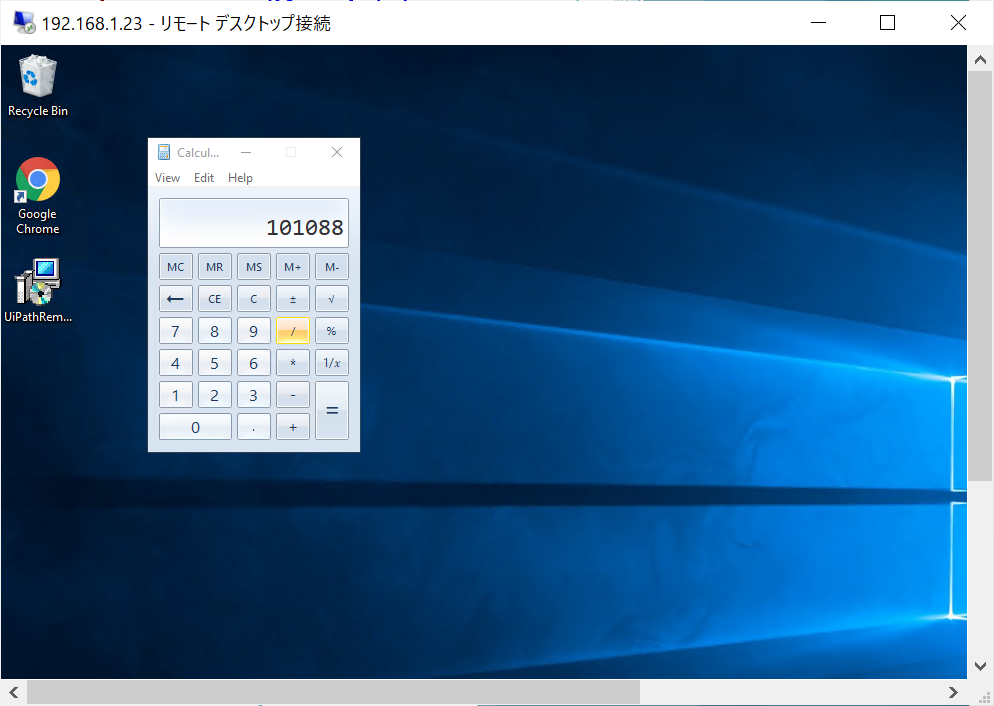 192.168.1.23 - リモート デスクトップ接続
Recycle Bin
Google
Chrome
UiPathRem...
Calcul...
View Edit Help
101088
MC MR MS M+ M-
← CE C ± √
7 8 9 / %
4 5 6 * 1/x
1 2 3 - =
0 . +